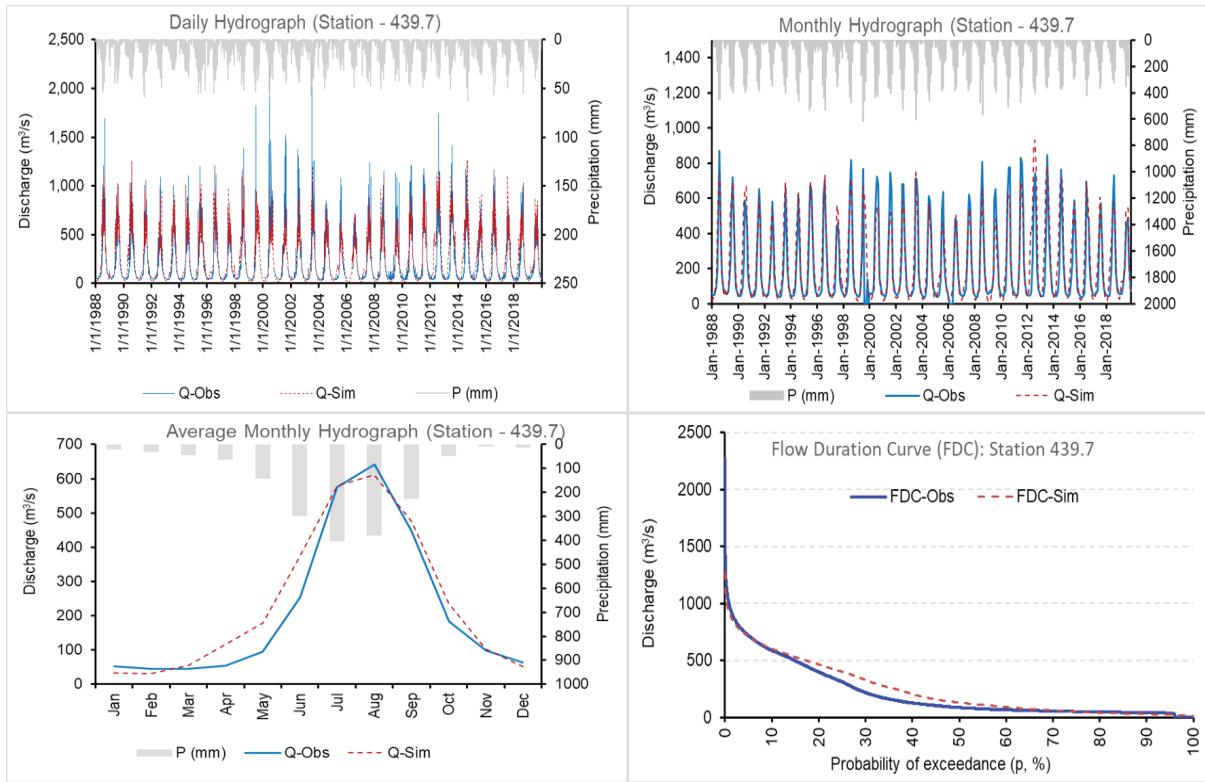 Daily Hydrograph (Station - 439.7)
2,500
2,000
1,500
1,000
500
0
0
50
100
150
200
250
Discharge (m³/s)
Precipitation (mm)
1/1/1988
1/1/1990
1/1/1992
1/1/1994
1/1/1996
1/1/1998
1/1/2000
1/1/2002
1/1/2004
1/1/2006
1/1/2008
1/1/2010
1/1/2012
1/1/2014
1/1/2016
1/1/2018
Q-Obs Q-Sim P (mm)
Monthly Hydrograph (Station - 439.7
1,400
1,200
1,000
800
600
400
200
0
0
200
400
600
800
1000
1200
1400
1600
1800
2000
Discharge (m³/s)
Precipitation (mm)
Jan-1988
Jan-1990
Jan-1992
Jan-1994
Jan-1996
Jan-1998
Jan-2000
Jan-2002
Jan-2004
Jan-2006
Jan-2008
Jan-2010
Jan-2012
Jan-2014
Jan-2016
Jan-2018
P (mm) Q-Obs Q-Sim
Average Monthly Hydrograph (Station - 439.7)
700
600
500
400
300
200
100
0
0
100
200
300
400
500
600
700
800
900
1000
Discharge (m³/s)
Precipitation (mm)
Jan
Feb
Mar
Apr
May
Jun
Jul
Aug
Sep
Oct
Nov
Dec
P (mm) Q-Obs Q-Sim
Flow Duration Curve (FDC): Station 439.7
FDC-Obs FDC-Sim
2500
2000
1500
1000
500
0
Discharge (m³/s)
0 10 20 30 40 50 60 70 80 90 100
Probability of exceedance (p, %)